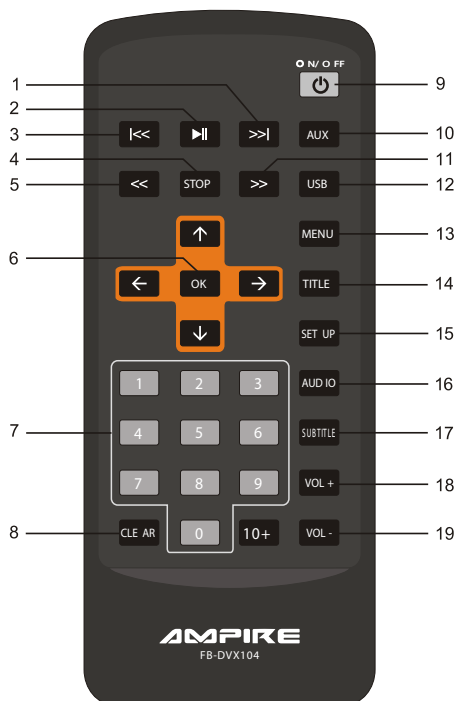 O N/ O FF
1
2
3
4
5
6
7
8
9
10
11
12
13
14
15
16
17
18
19
|<<
>>|
AUX
<<
STOP
>>
USB
MENU
OK
TITLE
SET UP
1 2 3
AUD IO
4 5 6
SUBTITLE
7 8 9
VOL +
CLE AR
0
10+
VOL -
AMPIRE
FB-DVX104